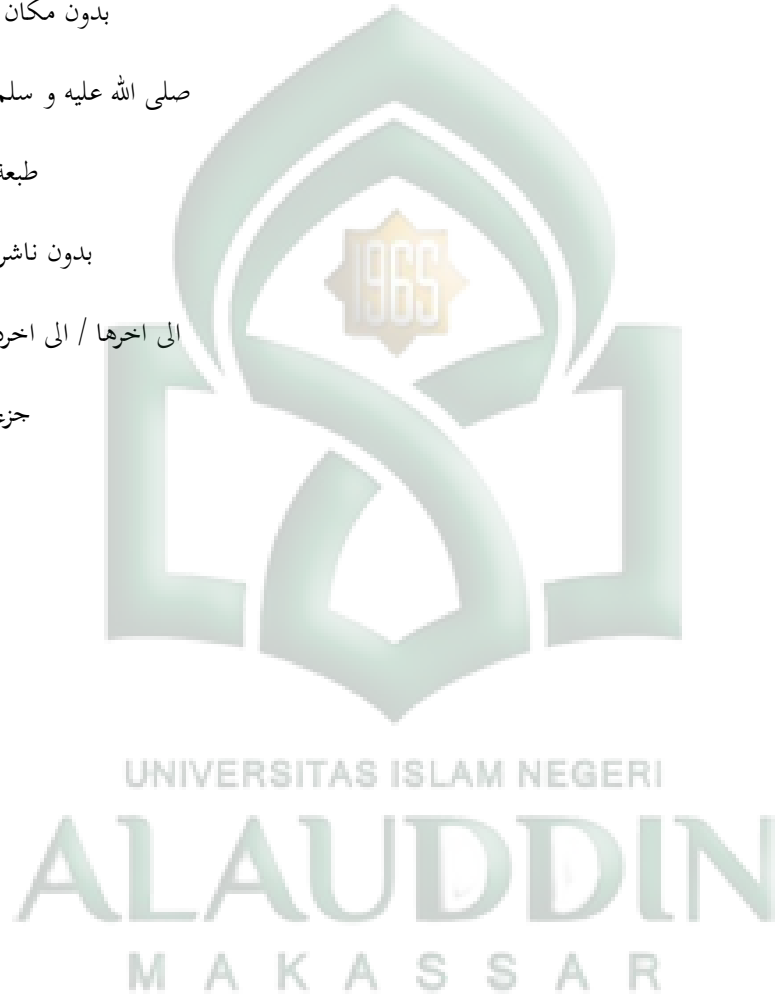 بدون مكان
صلى الله عليه و سلم
طبعة
بدون ناشر
الى اخرها / الى اخره
جزء
1965
UNIVERSITAS ISLAM NEGERI
ALAUDDIN
MAKASSAR